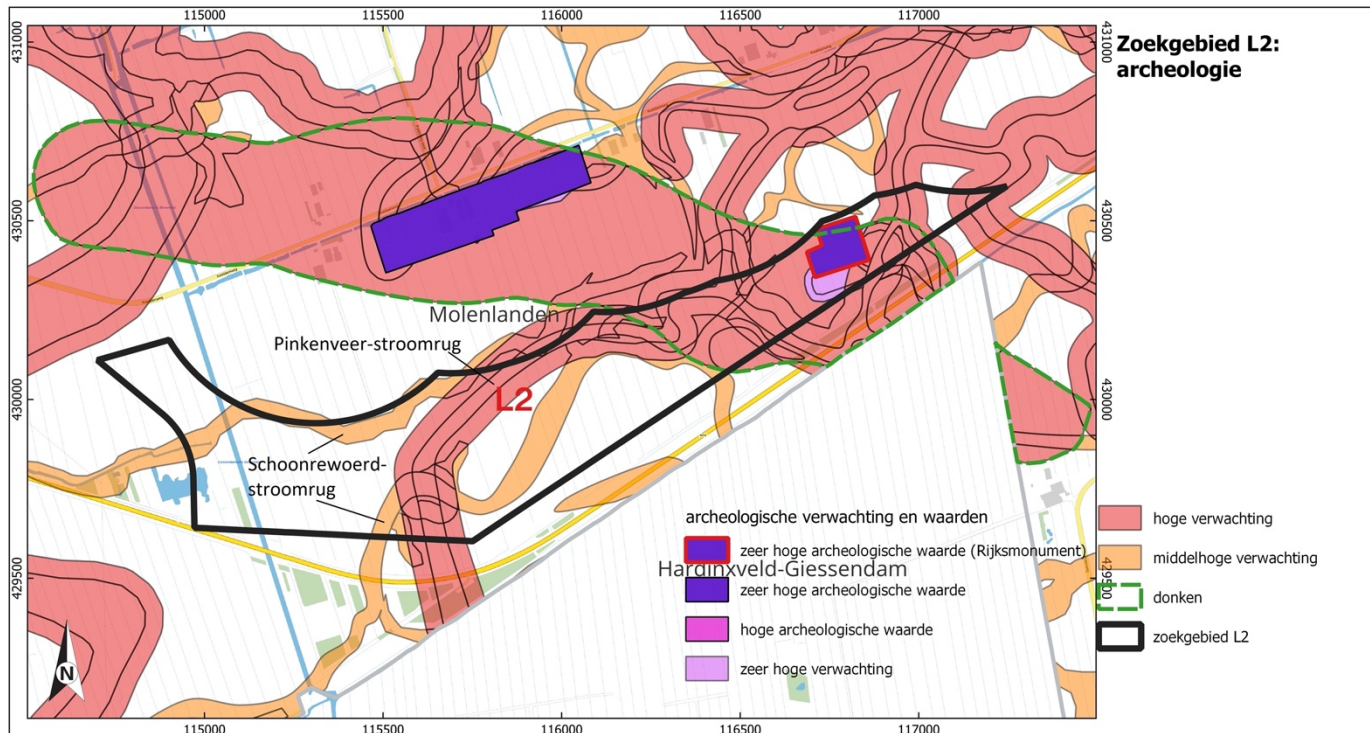 115000 115500 116000 116500 117000
431000
431000
Zoekgebied L2:
archeologie
430500
430500
Molenlanden
Pinkenveer-stroomrug
L2
430000
430000
Schoonrewoerd-
stroomrug
archeologische verwachting en waarden
zeer hoge archeologische waarde (Rijksmonument)
Hardinxveld-Giessendam
zeer hoge archeologische waarde
hoge archeologische waarde
zeer hoge verwachting
hoge verwachting
middelhoge verwachting
donken
zoekgebied L2
429500
429500
N
115000 115500 116000 116500 117000